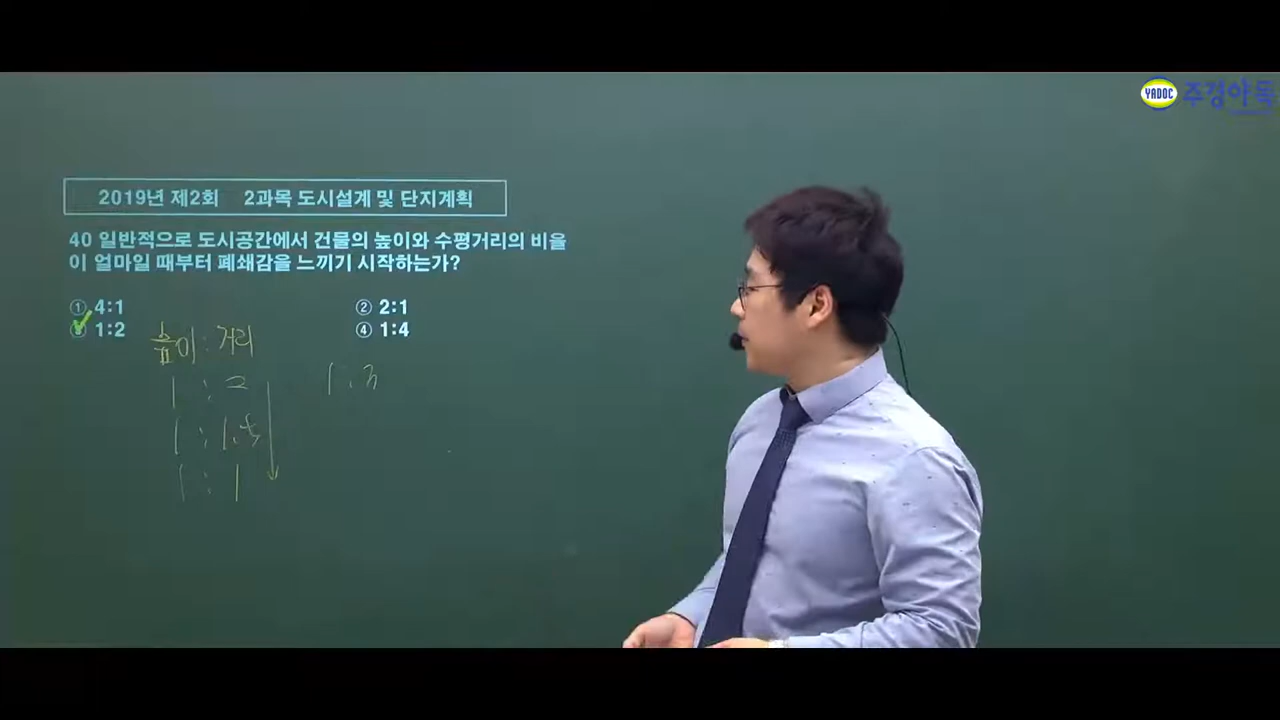 YADOC 주경야독
2019년 제2회 2과목 도시설계 및 단지계획
40 일반적으로 도시공간에서 건물의 높이와 수평거리의 비율
이 얼마일 때부터 폐쇄감을 느끼기 시작하는가?
① 4:1 ② 2:1
③ 1:2 ④ 1:4
높이 : 거리
1 : 2 1:3
1 : 1.5
1 : 1